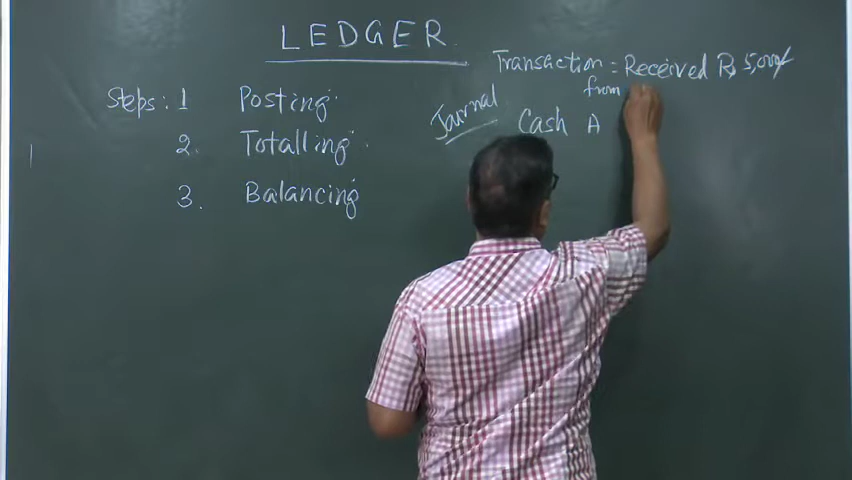 LEDGER.
Transaction = Received Rs 5,000/-
from
Steps: 1 Posting.
Journal Cash A
2. Totalling.
3. Balancing